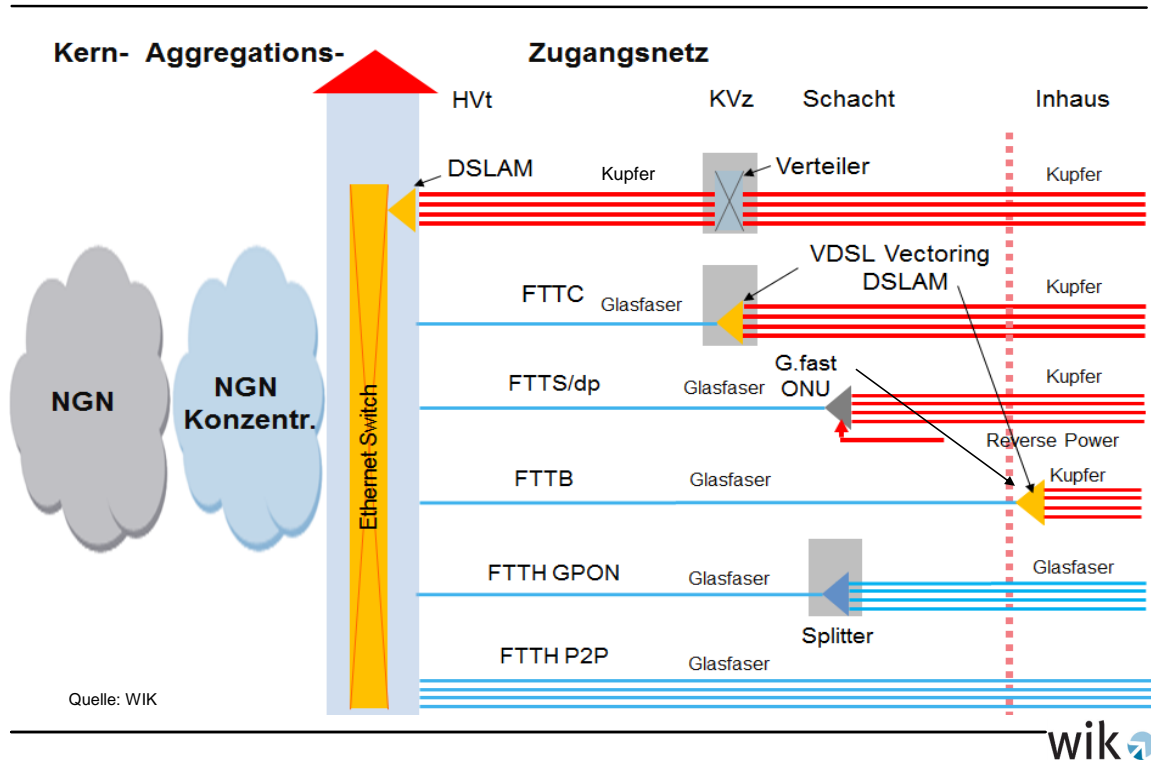 Kern- Aggregations- Zugangsnetz
HVt KVz Schacht Inhaus
DSLAM Kupfer Verteiler Kupfer
VDSL Vectoring
DSLAM
FTTC Glasfaser Kupfer
G.fast
ONU
FTTS/dp Glasfaser Kupfer
NGN
NGN
Konzentr.
Ethernet Switch
Reverse Power
FTTB Glasfaser Kupfer
FTTH GPON Glasfaser Glasfaser
Splitter
FTTH P2P Glasfaser
Quelle: WIK
wik